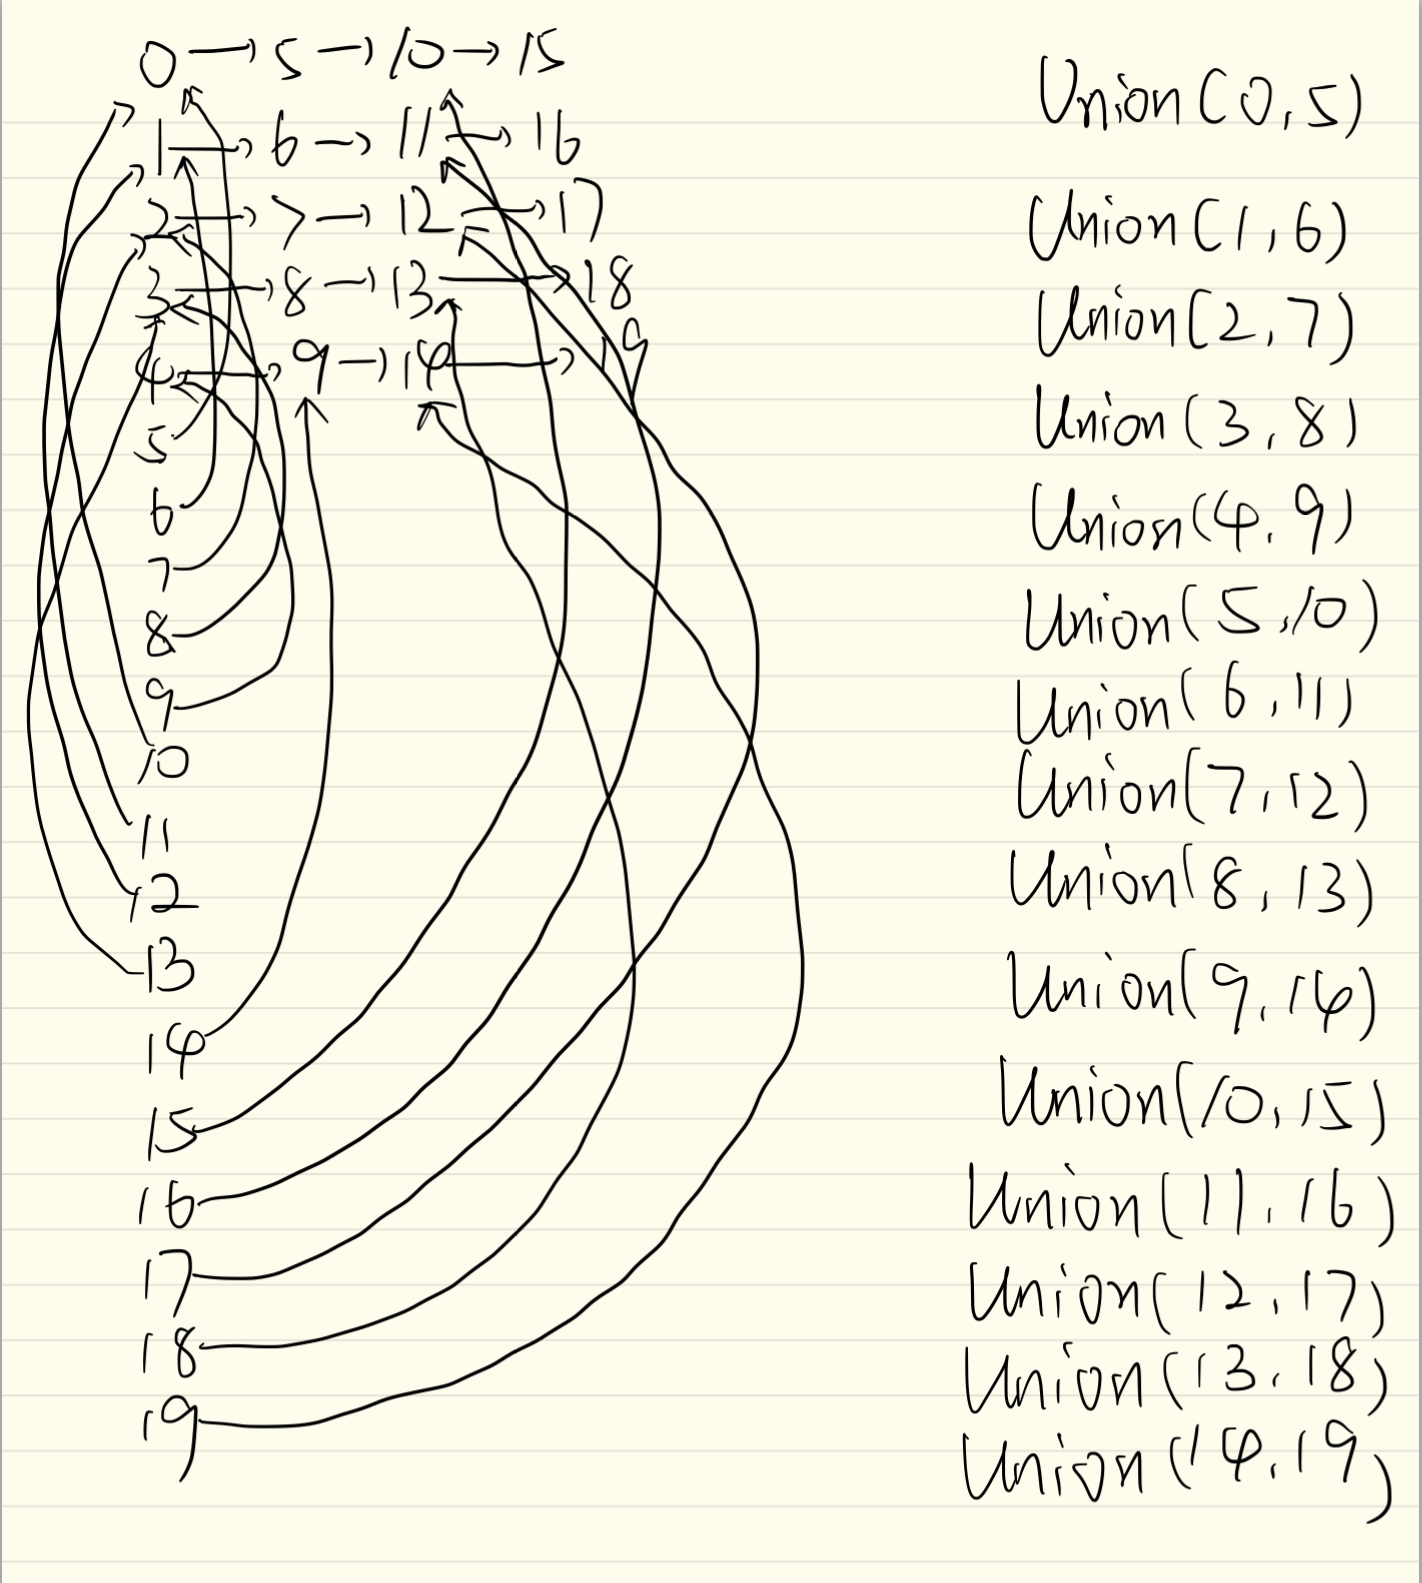 0 → 5 → 10 → 15
1 → 6 → 11 → 16
2 → 7 → 12 → 17
3 → 8 → 13 → 18
4 → 9 → 14 → 19
5
6
7
8
9
10
11
12
13
14
15
16
17
18
19
Union(0,5)
Union(1,6)
Union(2,7)
Union(3,8)
Union(4,9)
Union(5,10)
Union(6,11)
Union(7,12)
Union(8,13)
Union(9,14)
Union(10,15)
Union(11,16)
Union(12,17)
Union(13,18)
Union(14,19)